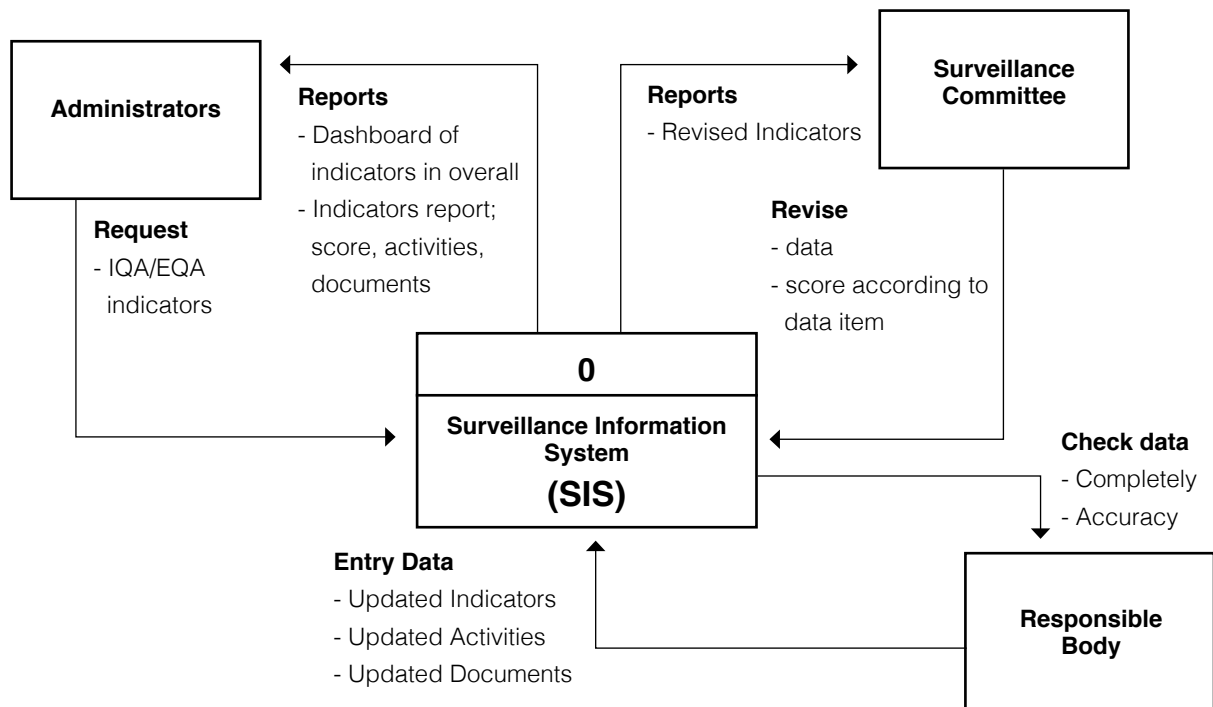 Administrators
Request
- IQA/EQA
indicators
Reports
- Dashboard of
indicators in overall
- Indicators report;
score, activities,
documents
Reports
- Revised Indicators
Surveillance
Committee
Revise
- data
- score according to
data item
0
Surveillance Information
System
(SIS)
Check data
- Completely
- Accuracy
Entry Data
- Updated Indicators
- Updated Activities
- Updated Documents
Responsible
Body